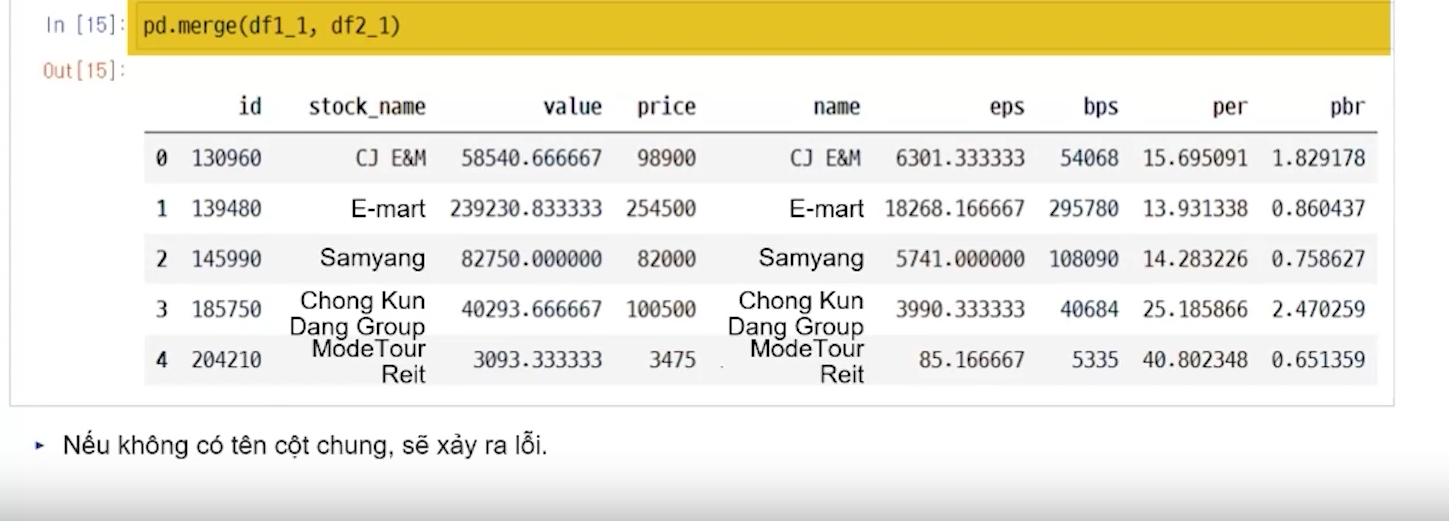 In [15]: pd.merge(df1_1, df2_1)
Out[15]:
id stock_name value price name eps bps per pbr
0 130960 CJ E&M 58540.666667 98900 CJ E&M 6301.333333 54068 15.695091 1.829178
1 139480 E-mart 239230.833333 254500 E-mart 18268.166667 295780 13.931338 0.860437
2 145990 Samyang 82750.000000 82000 Samyang 5741.000000 108090 14.283226 0.758627
3 185750 Chong Kun Dang Group 40293.666667 100500 Chong Kun Dang Group 3990.333333 40684 25.185866 2.470259
4 204210 ModeTour Reit 3093.333333 3475 ModeTour Reit 85.166667 5335 40.802348 0.651359
► Nếu không có tên cột chung, sẽ xảy ra lỗi.